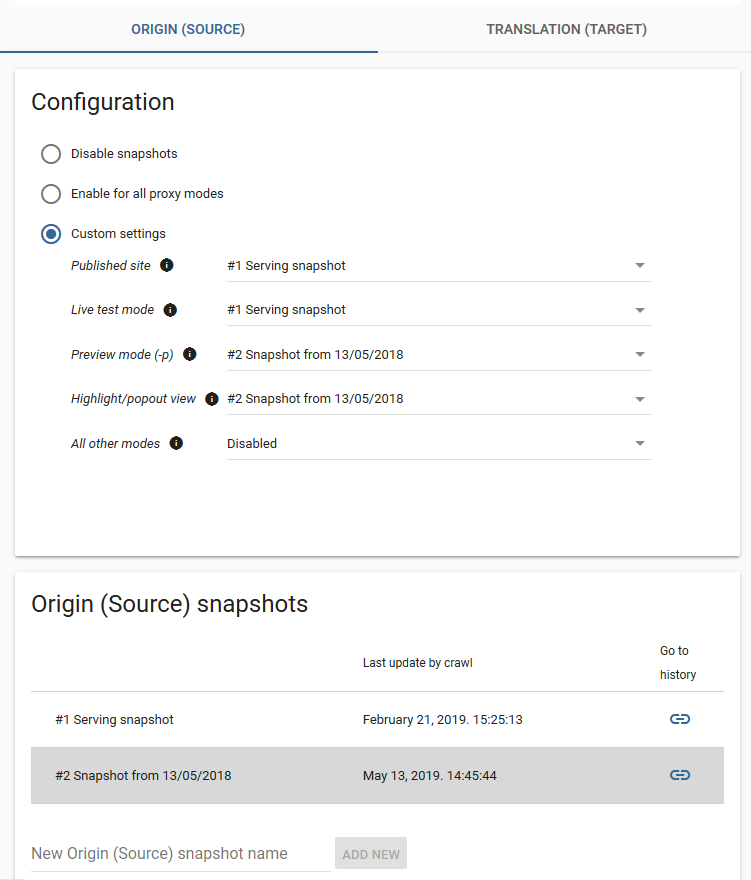 ORIGIN (SOURCE) TRANSLATION (TARGET)
Configuration
Disable snapshots
Enable for all proxy modes
Custom settings
Published site #1 Serving snapshot
Live test mode #1 Serving snapshot
Preview mode (-p) #2 Snapshot from 13/05/2018
Highlight/popout view #2 Snapshot from 13/05/2018
All other modes Disabled
Origin (Source) snapshots
Last update by crawl Go to
history
#1 Serving snapshot February 21, 2019. 15:25:13
#2 Snapshot from 13/05/2018 May 13, 2019. 14:45:44
New Origin (Source) snapshot name ADD NEW